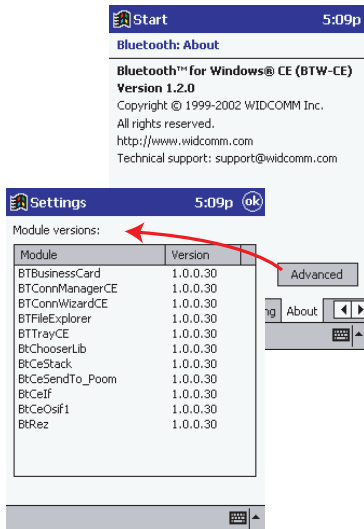 Start 5:09p
Bluetooth: About
Bluetooth™ for Windows® CE (BTW-CE)
Version 1.2.0
Copyright © 1999-2002 WIDCOMM Inc.
All rights reserved.
http://www.widcomm.com
Technical support: support@widcomm.com
Advanced
ng About
Settings 5:09p ok
Module versions:
Module Version
BTBusinessCard 1.0.0.30
BTConnManagerCE 1.0.0.30
BTConnWizardCE 1.0.0.30
BTFileExplorer 1.0.0.30
BTTrayCE 1.0.0.30
BtChooserLib 1.0.0.30
BtCeStack 1.0.0.30
BtCeSendTo_Poom 1.0.0.30
BtCeIf 1.0.0.30
BtCeOsif1 1.0.0.30
BtRez 1.0.0.30